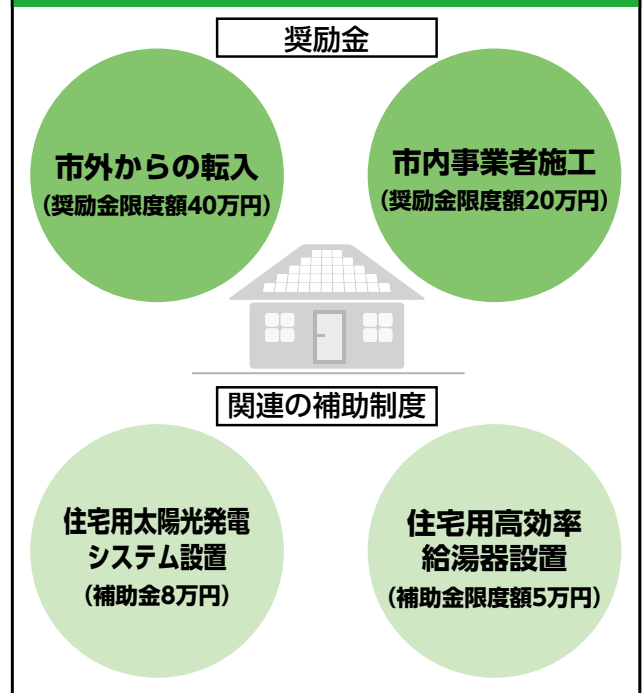 奨励金
市外からの転入
（奨励金限度額40万円）
市内事業者施工
（奨励金限度額20万円）
関連の補助制度
住宅用太陽光発電
システム設置
（補助金8万円）
住宅用高効率
給湯器設置
（補助金限度額5万円）